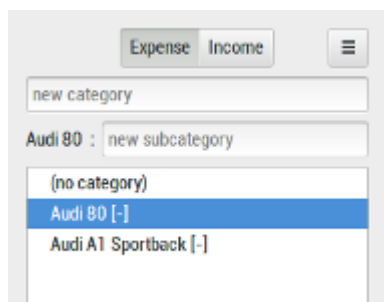 Expense Income
new category
Audi 80 : new subcategory
(no category)
Audi 80 [-]
Audi A1 Sportback [-]